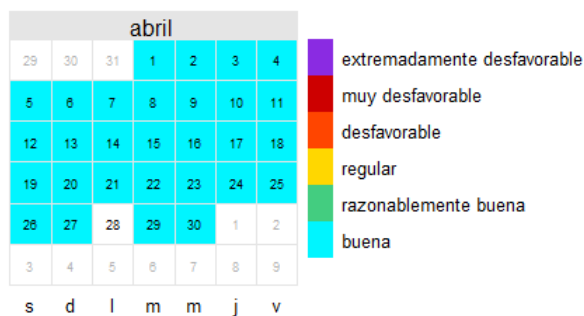 abril
29 30 31 1 2 3 4
5 6 7 8 9 10 11
12 13 14 15 16 17 18
19 20 21 22 23 24 25
26 27 28 29 30 1 2
3 4 5 6 7 8 9
s d l m m j v
extremadamente desfavorable
muy desfavorable
desfavorable
regular
razonablemente buena
buena